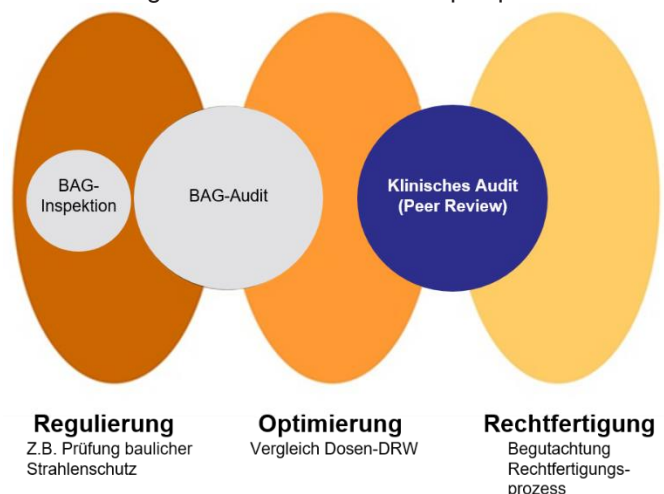 BAG-
Inspektion
BAG-Audit
Klinisches Audit
(Peer Review)
Regulierung
Z.B. Prüfung baulicher
Strahlenschutz
Optimierung
Vergleich Dosen-DRW
Rechtfertigung
Begutachtung
Rechtfertigungs-
prozess